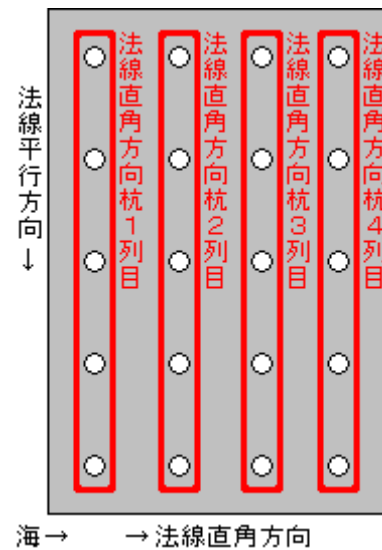 法線平行方向↓
法線直角方向杭１列目
法線直角方向杭２列目
法線直角方向杭３列目
法線直角方向杭４列目
海→ →法線直角方向